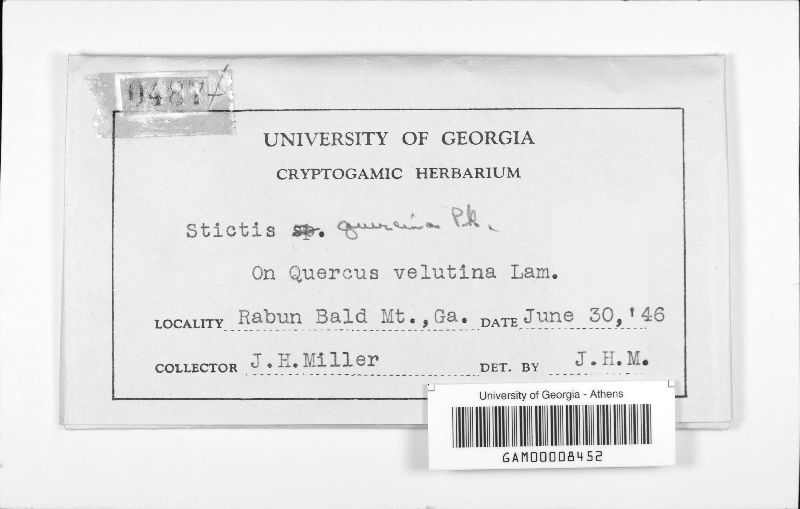 0487
UNIVERSITY OF GEORGIA
CRYPTOGAMIC HERBARIUM
Stictis sp. quercina Pk.
On Quercus velutina Lam.
LOCALITY Rabun Bald Mt., Ga. DATE June 30, '46
COLLECTOR J.H.Miller DET. BY J.H.M.
University of Georgia - Athens
GAM00008452